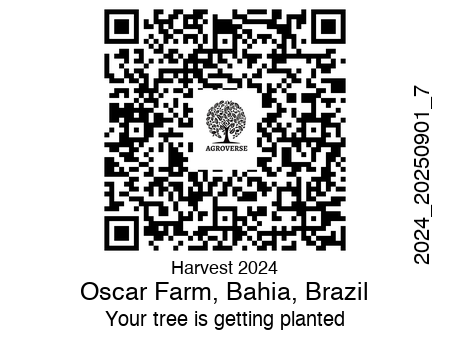 AGROVERSE
Harvest 2024
Oscar Farm, Bahia, Brazil
Your tree is getting planted
2024_20250901_7